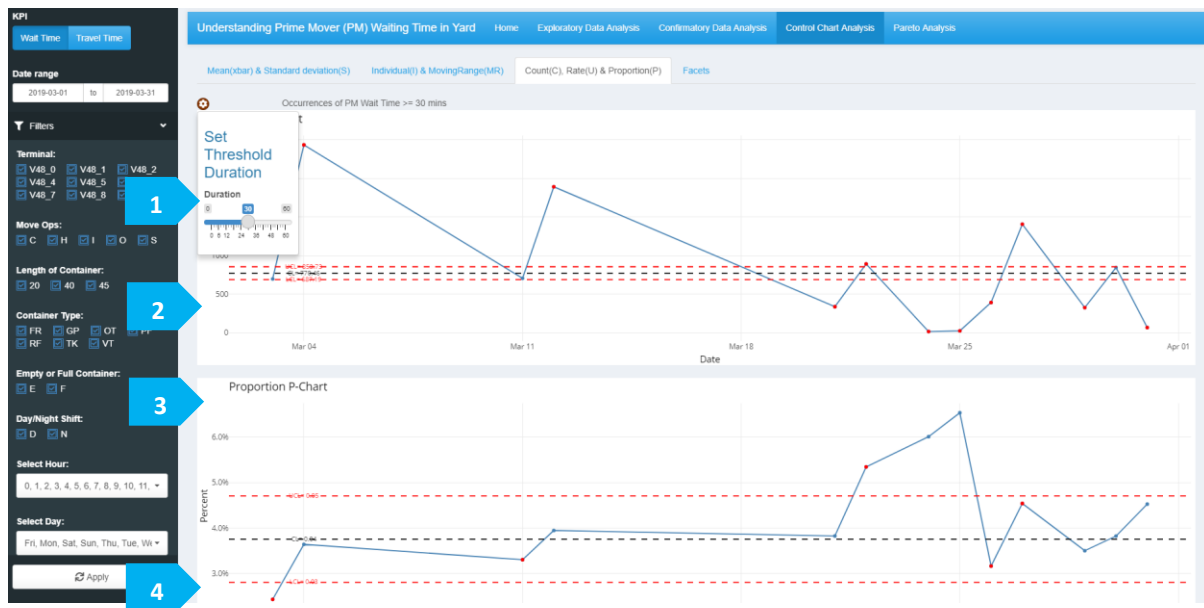 KPI
Wait Time Travel Time
Date range
2019-03-01 to 2019-03-31
Filters
Terminal:
V48_0 V48_1 V48_2
V48_4 V48_5
V48_7 V48_8
Move Ops:
C H I O S
Length of Container:
20 40 45
Container Type:
FR GP OT
RF TK VT
Empty or Full Container:
E F
Day/Night Shift:
D N
Select Hour:
0, 1, 2, 3, 4, 5, 6, 7, 8, 9, 10, 11,
Select Day:
Fri, Mon, Sat, Sun, Thu, Tue, We
Apply
1
2
3
4
Understanding Prime Mover (PM) Waiting Time in Yard Home Exploratory Data Analysis Confirmatory Data Analysis Control Chart Analysis Pareto Analysis
Mean(xbar) & Standard deviation(S) Individual(I) & MovingRange(MR) Count(C), Rate(U) & Proportion(P) Facets
Occurrences of PM Wait Time >= 30 mins
Set
Threshold
Duration
Duration
0 30 60
0 6 12 24 36 48 60
1000
500
0
Mar 04 Mar 11 Mar 18 Mar 25 Apr 01
Date
Proportion P-Chart
6.0%
5.0%
4.0%
3.0%
Percent